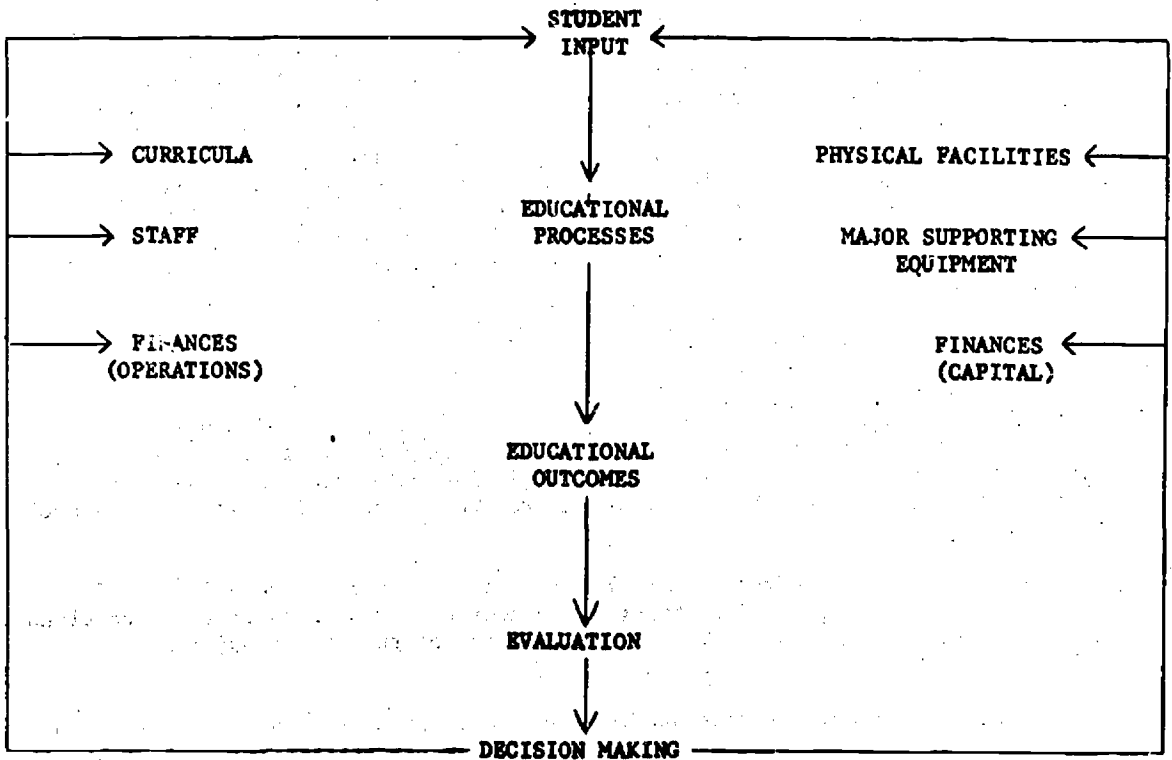 STUDENT
INPUT
CURRICULA
PHYSICAL FACILITIES
EDUCATIONAL
PROCESSES
STAFF
MAJOR SUPPORTING
EQUIPMENT
FINANCES
(OPERATIONS)
FINANCES
(CAPITAL)
EDUCATIONAL
OUTCOMES
EVALUATION
DECISION MAKING